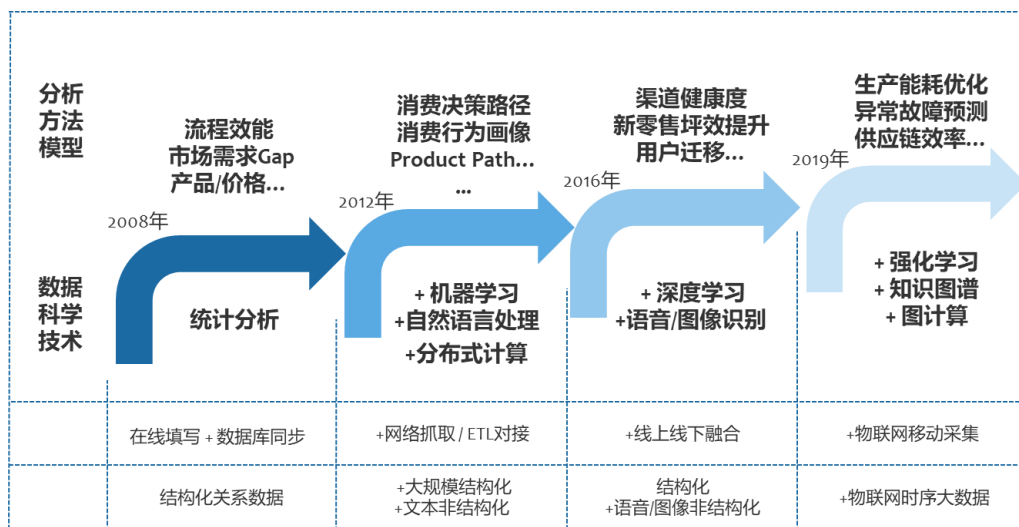 分析
方法
模型
流程效能
市场需求Gap
产品/价格...
消费决策路径
消费行为画像
Product Path...
...
渠道健康度
新零售坪效提升
用户迁移...
生产能耗优化
异常故障预测
供应链效率...
2008年
2012年
2016年
2019年
数据
科学
技术
统计分析
+ 机器学习
+自然语言处理
+分布式计算
+ 深度学习
+语音/图像识别
+ 强化学习
+ 知识图谱
+ 图计算
在线填写 + 数据库同步
+网络抓取 / ETL对接
+线上线下融合
+物联网移动采集
结构化关系数据
+大规模结构化
+文本非结构化
结构化
+语音/图像非结构化
+物联网时序大数据